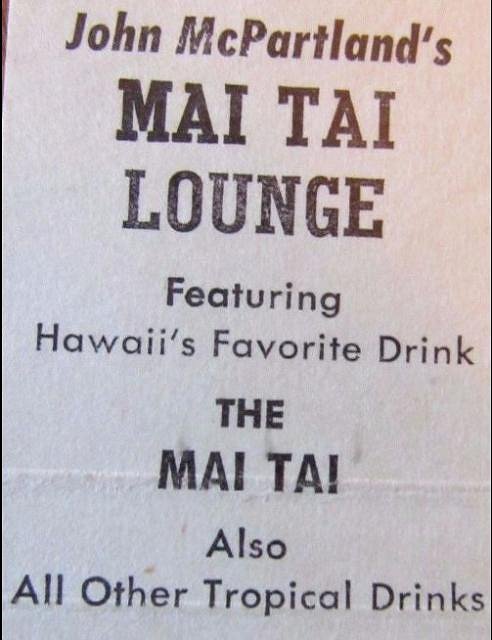 John McPartland's
MAI TAI
LOUNGE
Featuring
Hawaii's Favorite Drink
THE
MAI TAI
Also
All Other Tropical Drinks